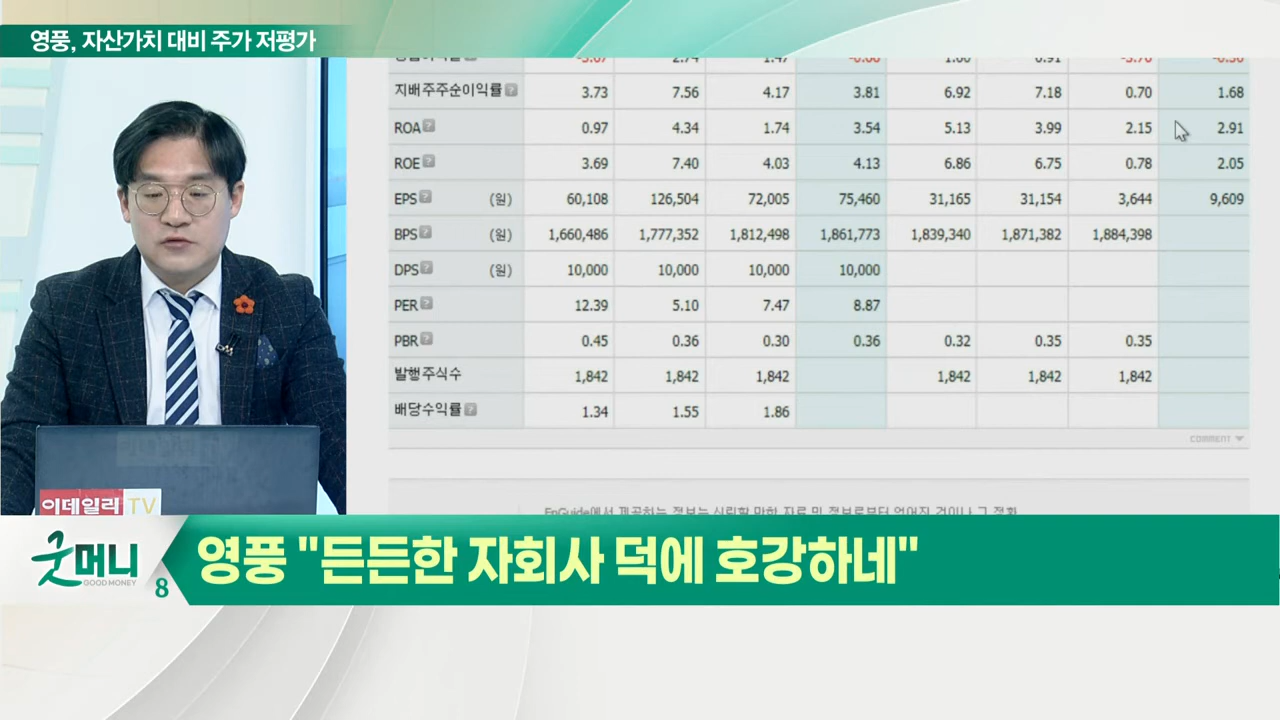 영풍, 자산가치 대비 주가 저평가
지배주주순이익률 3.73 7.56 4.17 3.81 6.92 7.18 0.70 1.68
ROA 0.97 4.34 1.74 3.54 5.13 3.99 2.15 2.91
ROE 3.69 7.40 4.03 4.13 6.86 6.75 0.78 2.05
EPS (원) 60,108 126,504 72,005 75,460 31,165 31,154 3,644 9,609
BPS (원) 1,660,486 1,777,352 1,812,498 1,861,773 1,839,340 1,871,382 1,884,398
DPS (원) 10,000 10,000 10,000 10,000
PER 12.39 5.10 7.47 8.87
PBR 0.45 0.36 0.30 0.36 0.32 0.35 0.35
발행주식수 1,842 1,842 1,842 1,842 1,842 1,842
배당수익률 1.34 1.55 1.86
COMMENT
이데일리 TV
굿머니
GOOD MONEY
8
영풍 "든든한 자회사 덕에 호강하네"